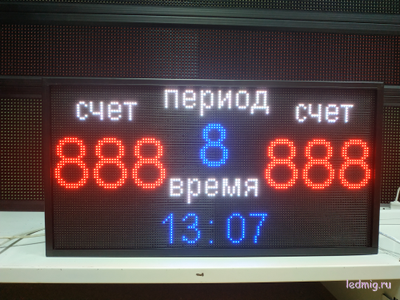 период
счет счет
888 8 888
время
13:07
ledmig.ru